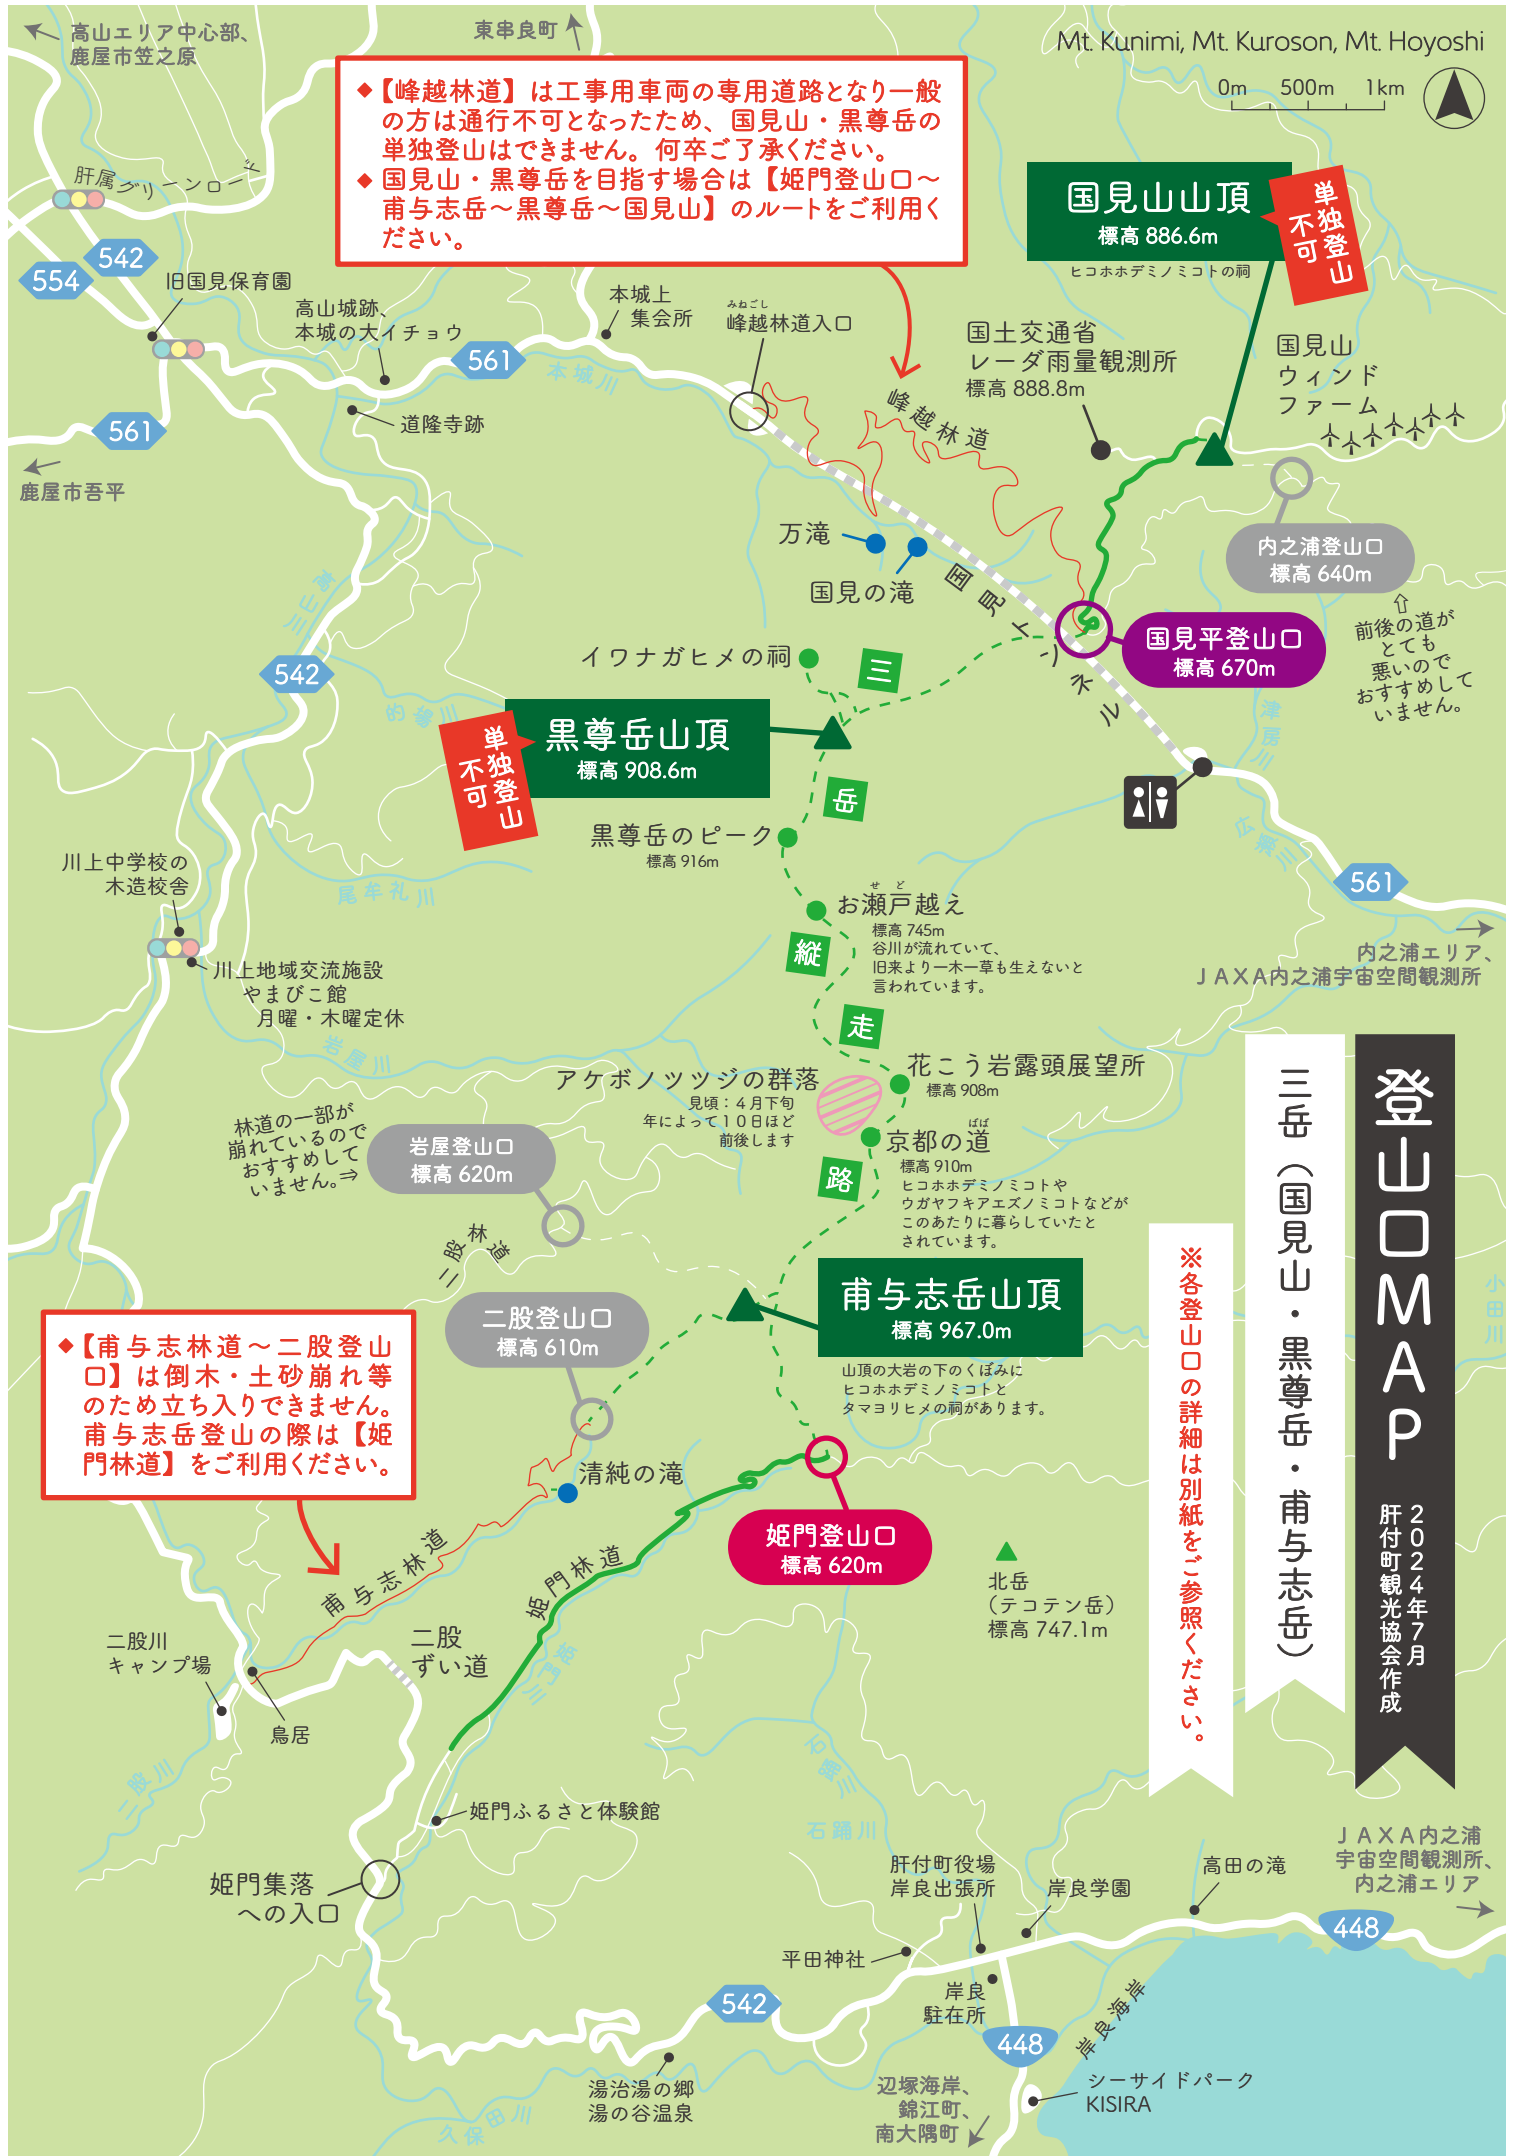 高山エリア中心部、
鹿屋市笠之原
東串良町
Mt. Kunimi, Mt. Kuroson, Mt. Hoyoshi
0m 500m 1km
◆【峰越林道】は工事用車両の専用道路となり一般
の方は通行不可となったため、国見山・黒尊岳の
単独登山はできません。何卒ご了承ください。
◆国見山・黒尊岳を目指す場合は【姫門登山口～
甫与志岳～黒尊岳～国見山】のルートをご利用く
ださい。
肝属グリーンロード
国見山山頂
標高 886.6m
ヒコホホデミノミコトの祠
単独登山
不可
542
554
旧国見保育園
高山城跡、
本城の大イチョウ
561
本城川
本城上
集会所
みねごし
峰越林道入口
国土交通省
レーダ雨量観測所
標高 888.8m
国見山
ウィンド
ファーム
峰越林道
561
道隆寺跡
鹿屋市吾平
万滝
国見の滝
国見トンネル
内之浦登山口
標高 640m
⇧
前後の道が
とても
悪いので
おすすめして
いません。
国見平登山口
標高 670m
高山川
542
イワナガヒメの祠
三
岳
縦
走
路
的場川
黒尊岳山頂
標高 908.6m
単独登山
不可
津房川
広瀬川
561
黒尊岳のピーク
標高 916m
川上中学校の
木造校舎
尾牟礼川
せ ど
お瀬戸越え
標高 745m
谷川が流れていて、
旧来より一木一草も生えないと
言われています。
内之浦エリア、
JAXA内之浦宇宙空間観測所
川上地域交流施設
やまびこ館
月曜・木曜定休
岩屋川
アケボノツツジの群落
見頃：４月下旬
年によって１０日ほど
前後します
花こう岩露頭展望所
標高 908m
ばば
京都の道
標高 910m
ヒコホホデミノミコトや
ウガヤフキアエズノミコトなどが
このあたりに暮らしていたと
されています。
林道の一部が
崩れているので
おすすめして
いません。⇒
岩屋登山口
標高 620m
二股林道
二股登山口
標高 610m
甫与志岳山頂
標高 967.0m
山頂の大岩の下のくぼみに
ヒコホホデミノミコトと
タマヨリヒメの祠があります。
◆【甫与志林道～二股登山
口】は倒木・土砂崩れ等
のため立ち入りできません。
甫与志岳登山の際は【姫
門林道】をご利用ください。
清純の滝
姫門登山口
標高 620m
甫与志林道
姫門林道
姫門川
北岳
（テコテン岳）
標高 747.1m
小田川
登山口MAP
2024年7月
肝付町観光協会作成
三岳（国見山・黒尊岳・甫与志岳）
※各登山口の詳細は別紙をご参照ください。
二股川
キャンプ場
二股
ずい道
鳥居
二股川
石踊川
石踊川
姫門ふるさと体験館
姫門集落
への入口
肝付町役場
岸良出張所
岸良学園
高田の滝
JAXA内之浦
宇宙空間観測所、
内之浦エリア
448
平田神社
岸良
駐在所
542
448
岸良海岸
湯治湯の郷
湯の谷温泉
久保田川
辺塚海岸、
錦江町、
南大隅町
シーサイドパーク
KISIRA